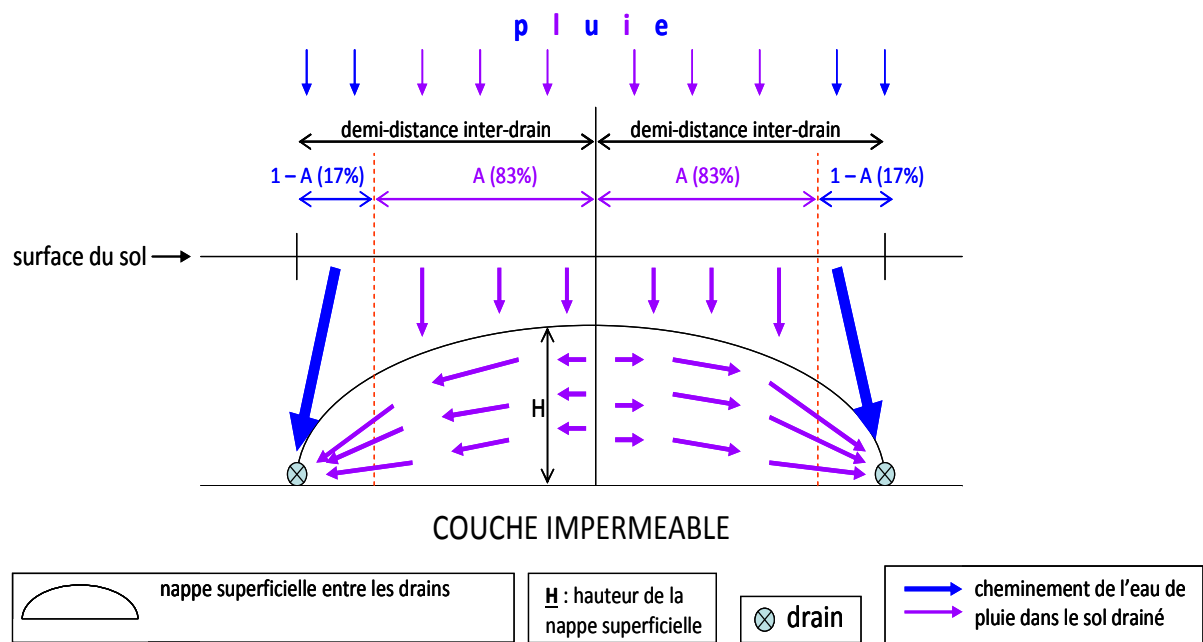 p l u i e
demi-distance inter-drain demi-distance inter-drain
1 – A (17%) A (83%) A (83%) 1 – A (17%)
surface du sol
H
COUCHE IMPERMEABLE
nappe superficielle entre les drains
H : hauteur de la
nappe superficielle
drain
cheminement de l’eau de
pluie dans le sol drainé